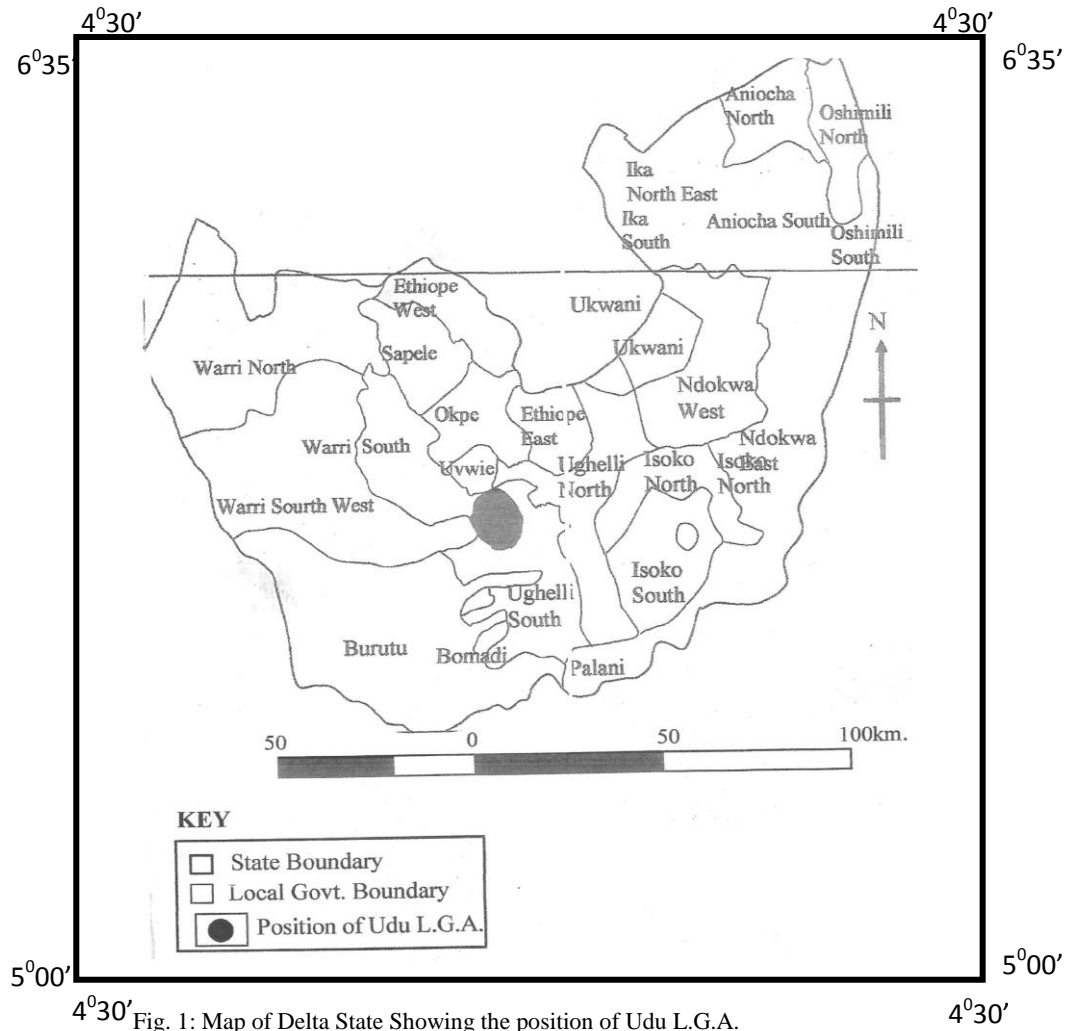 4⁰30’ 4⁰30’
6⁰35’ 6⁰35’
Aniocha
North
Oshimili
North
Ika
North East
Ika
South
Aniocha South
Oshimili
South
Ethiope
West
Ukwani
N
Sapele
Ukwani
Warri North
Ndokwa
West
Okpe
Ethiope
East
Warri South
Ndokwa
East
Uvwie
Ughelli
North
Isoko
North
Isoko
North
Warri Sourth West
Isoko
South
Ughelli
South
Burutu
Bomadi
Palani
50 0 50 100km.
KEY
State Boundary
Local Govt. Boundary
Position of Udu L.G.A.
5⁰00’ 5⁰00’
4⁰30’ 4⁰30’
Fig. 1: Map of Delta State Showing the position of Udu L.G.A.